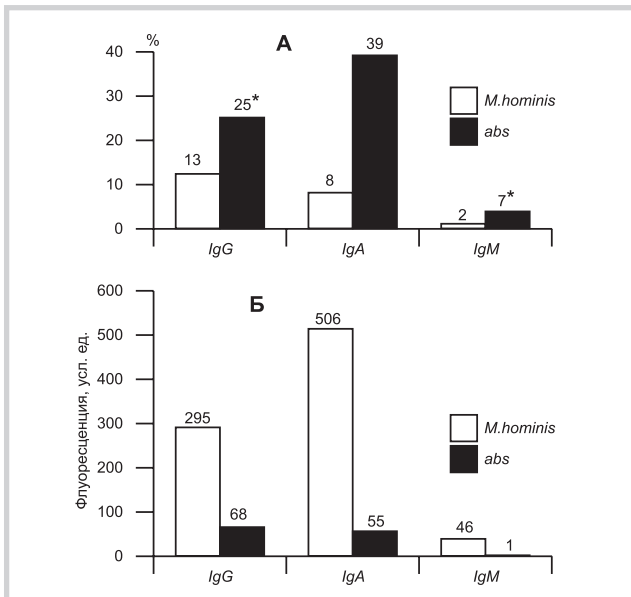 %
А
40
30
20
10
0
13
25*
8
39
2
7*
M.hominis
abs
IgG
IgA
IgM
Б
Флуоресценция, усл. ед.
600
500
400
300
200
100
0
295
68
506
55
46
1
M.hominis
abs
IgG
IgA
IgM